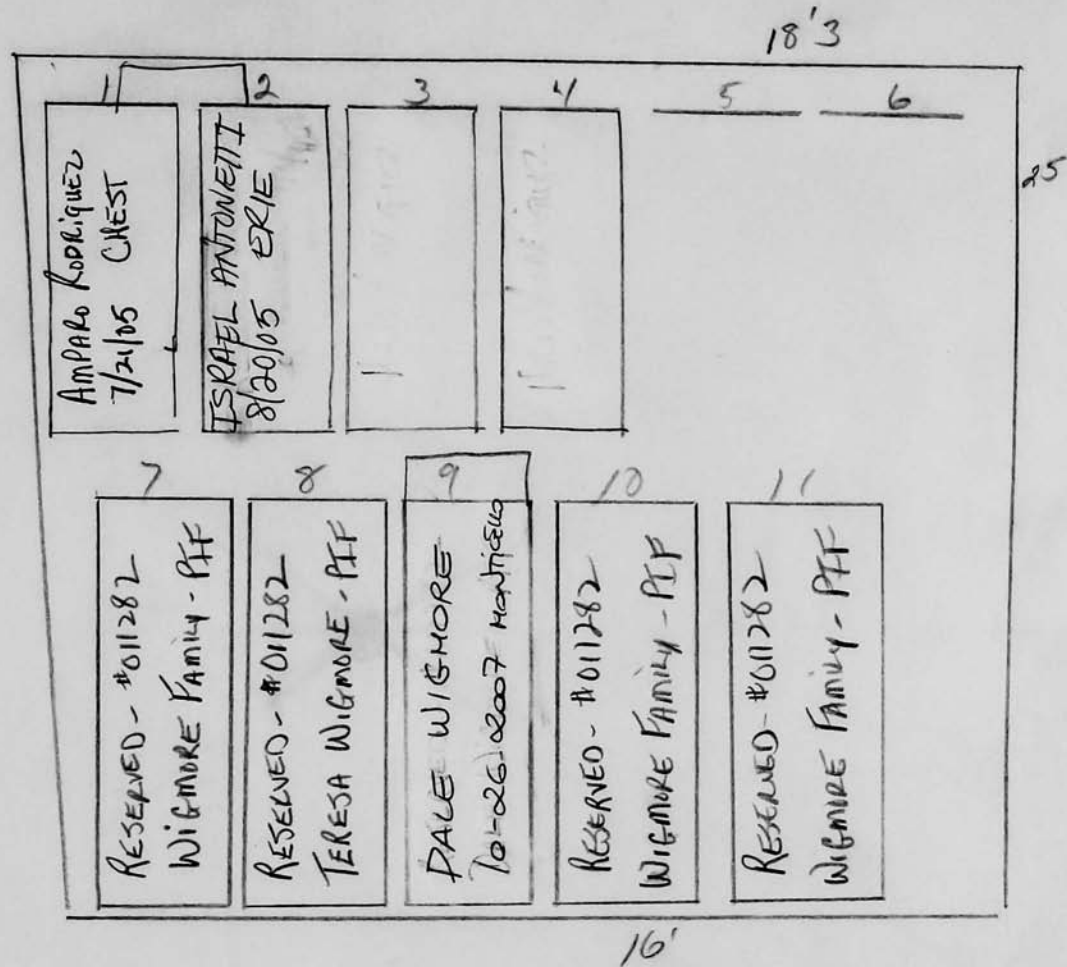 18'3
1
2
3
4
5
6
25
AMPARO RODRIGUEZ
7/21/05 CHEST
ISRAEL ANTONETTI
8/20/05 ERIE
7
8
9
10
11
RESERVED - #011282
WIGMORE FAMILY - PIF
RESERVED - #011282
TERESA WIGMORE - PIF
DALE WIGMORE
10-26-2007 MONTICELLO
RESERVED - #011282
WIGMORE FAMILY - PIF
RESERVED - #011282
WIGMORE FAMILY - PIF
16'